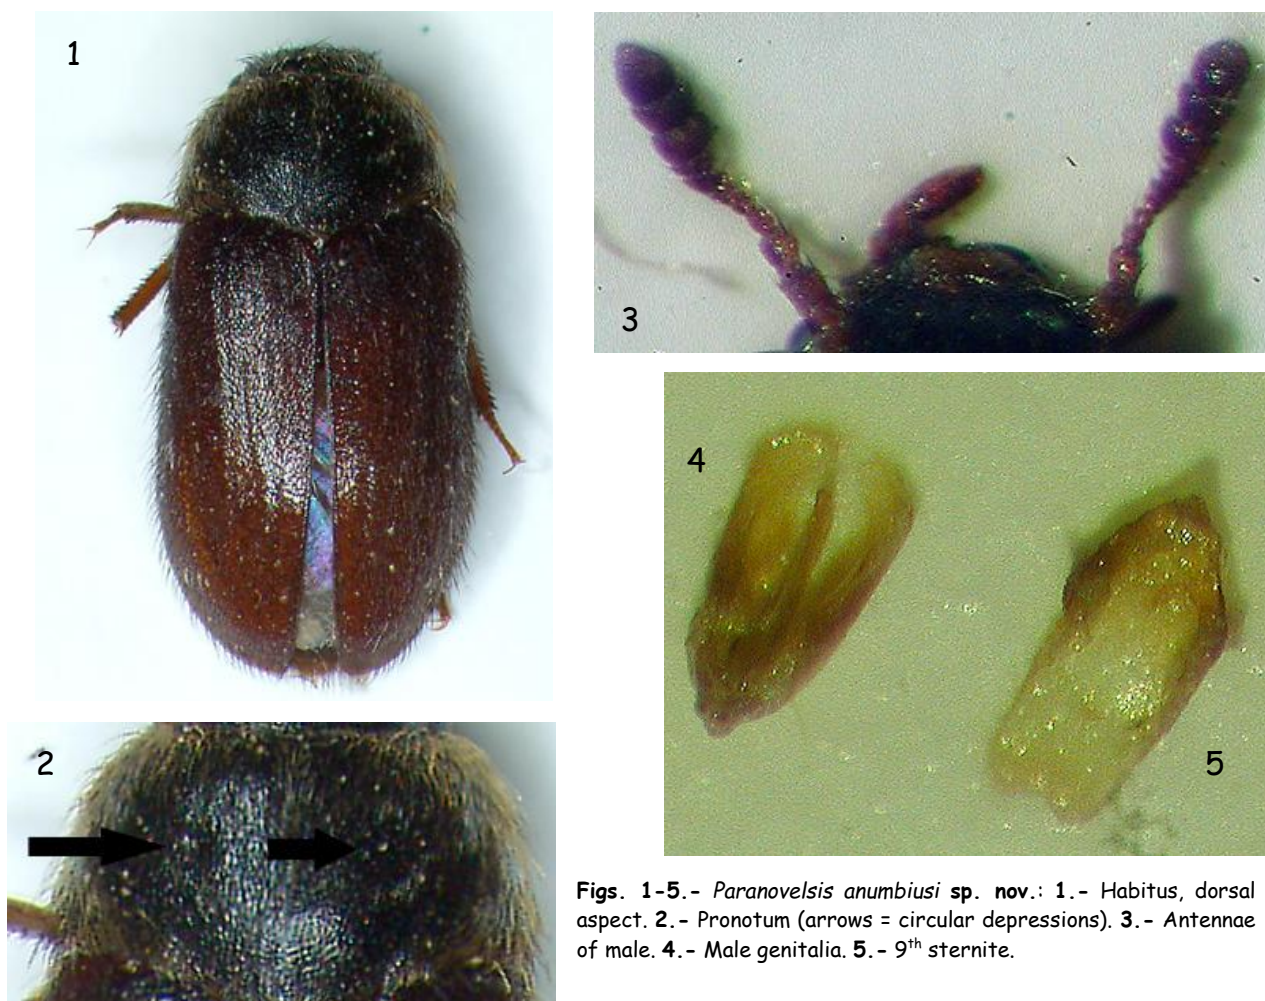 1
2
3
4
5
Figs. 1-5.- Paranovelsis anumbiusi sp. nov.: 1.- Habitus, dorsal
aspect. 2.- Pronotum (arrows = circular depressions). 3.- Antennae
of male. 4.- Male genitalia. 5.- 9th sternite.